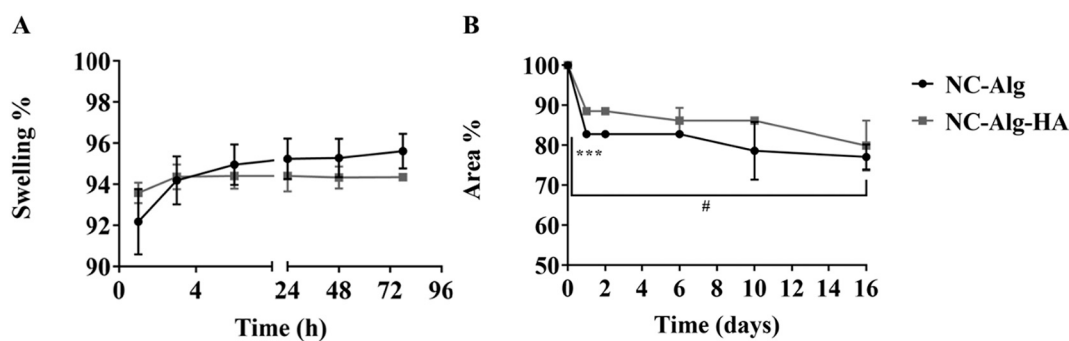 A
100
98
96
94
92
90
Swelling %
0 4 24 48 72 96
Time (h)
B
100
90
80
70
60
50
Area %
***
#
0 2 4 6 8 10 12 14 16
Time (days)
NC-Alg
NC-Alg-HA